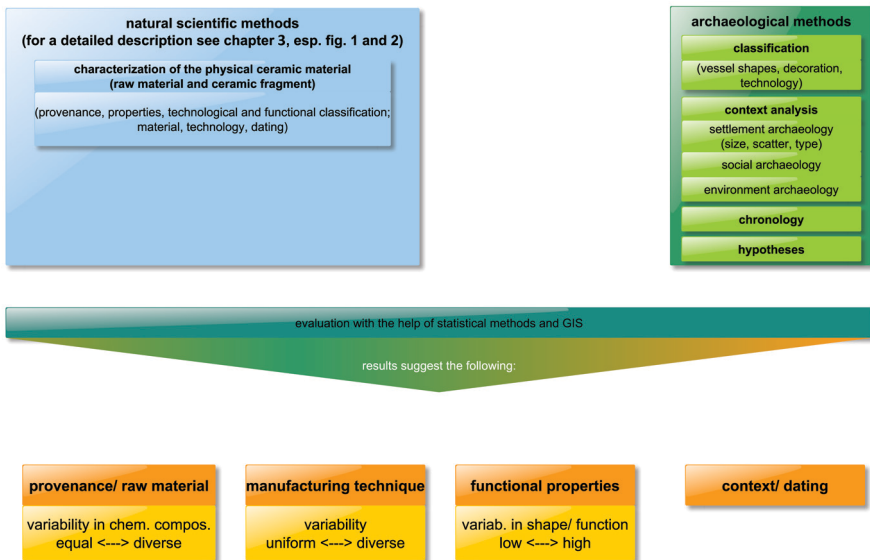 natural scientific methods
(for a detailed description see chapter 3, esp. fig. 1 and 2)
characterization of the physical ceramic material
(raw material and ceramic fragment)
(provenance, properties, technological and functional classification;
material, technology, dating)
archaeological methods
classification
(vessel shapes, decoration,
technology)
context analysis
settlement archaeology
(size, scatter, type)
social archaeology
environment archaeology
chronology
hypotheses
evaluation with the help of statistical methods and GIS
results suggest the following:
provenance/ raw material
variability in chem. compos.
equal <---> diverse
manufacturing technique
variability
uniform <---> diverse
functional properties
variab. in shape/ function
low <---> high
context/ dating